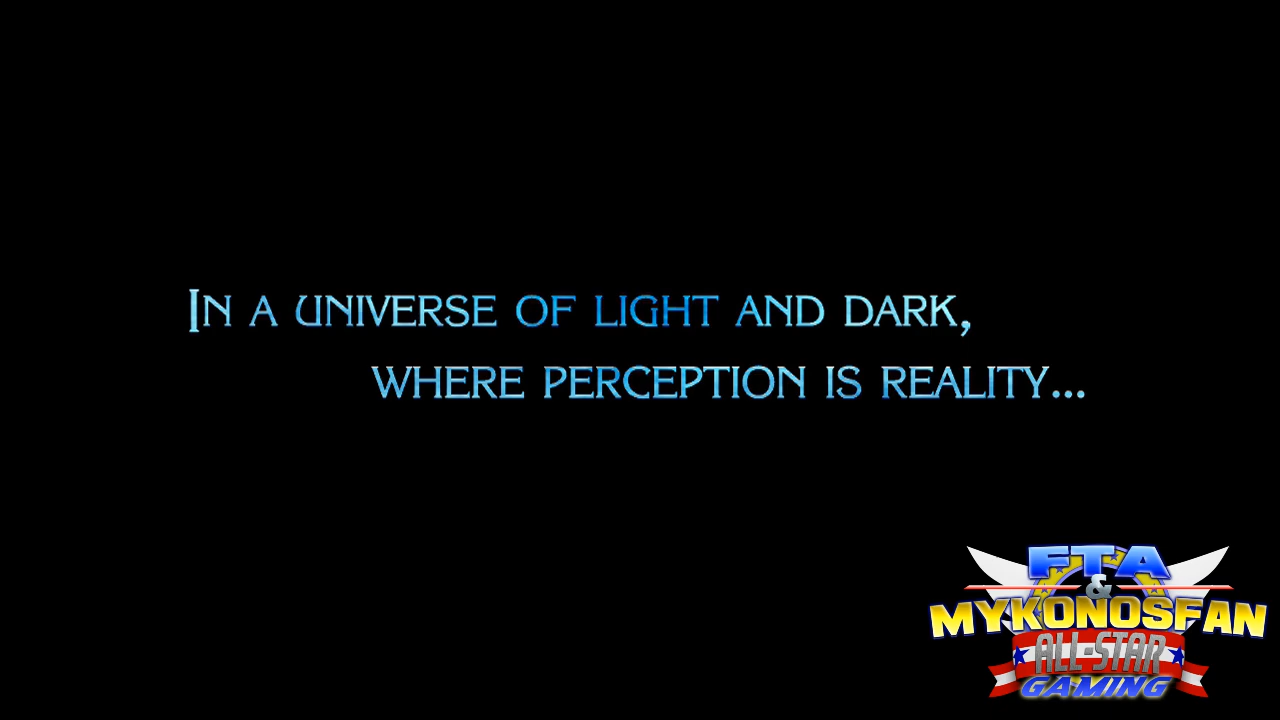 In a universe of light and dark,
where perception is reality...
FTA
&
MYKONOSFAN
ALL-STAR
GAMING